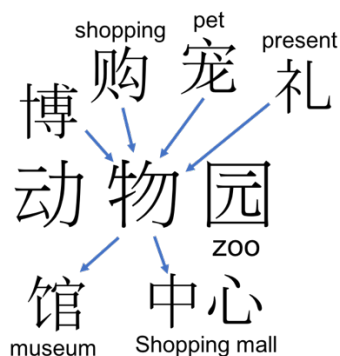 shopping
pet
present
博
购
宠
礼
动物园
zoo
馆
中心
museum
Shopping mall